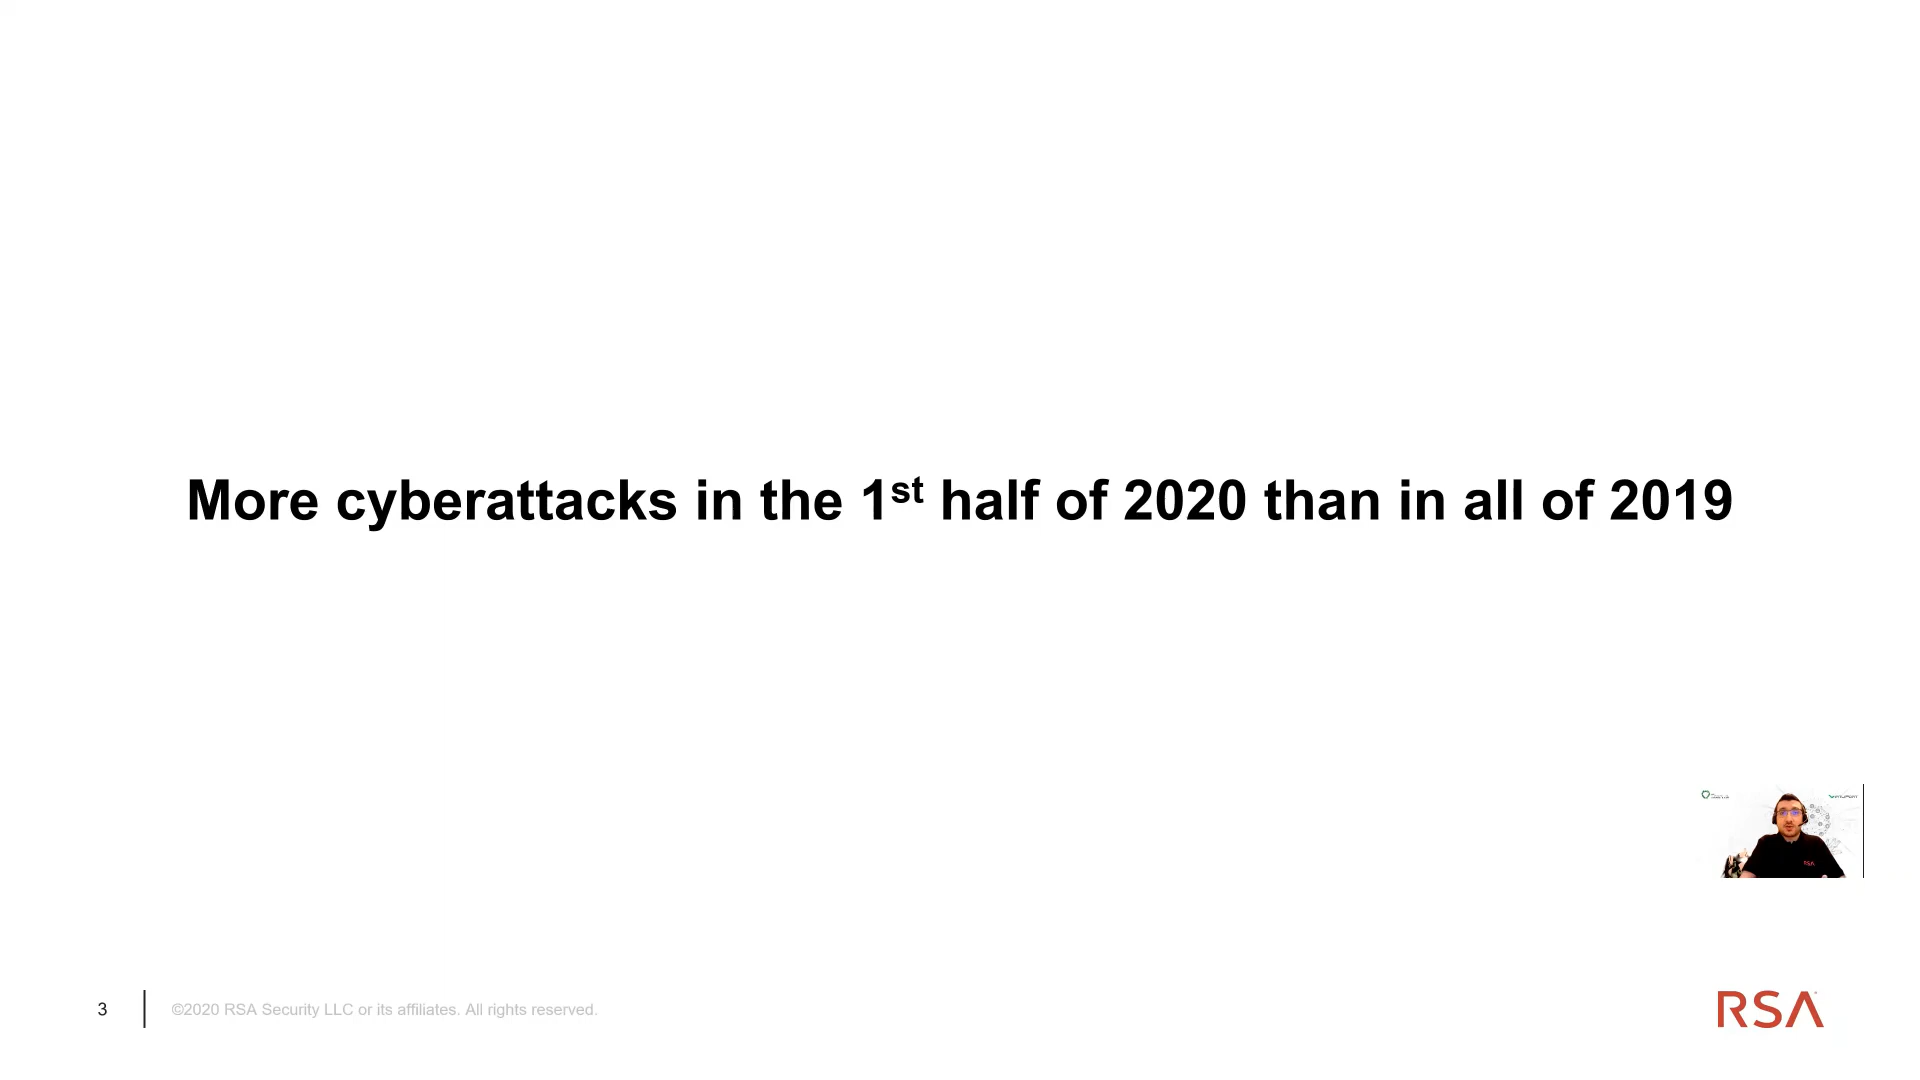 More cyberattacks in the 1st half of 2020 than in all of 2019
RSA
3
©2020 RSA Security LLC or its affiliates. All rights reserved.
RSA